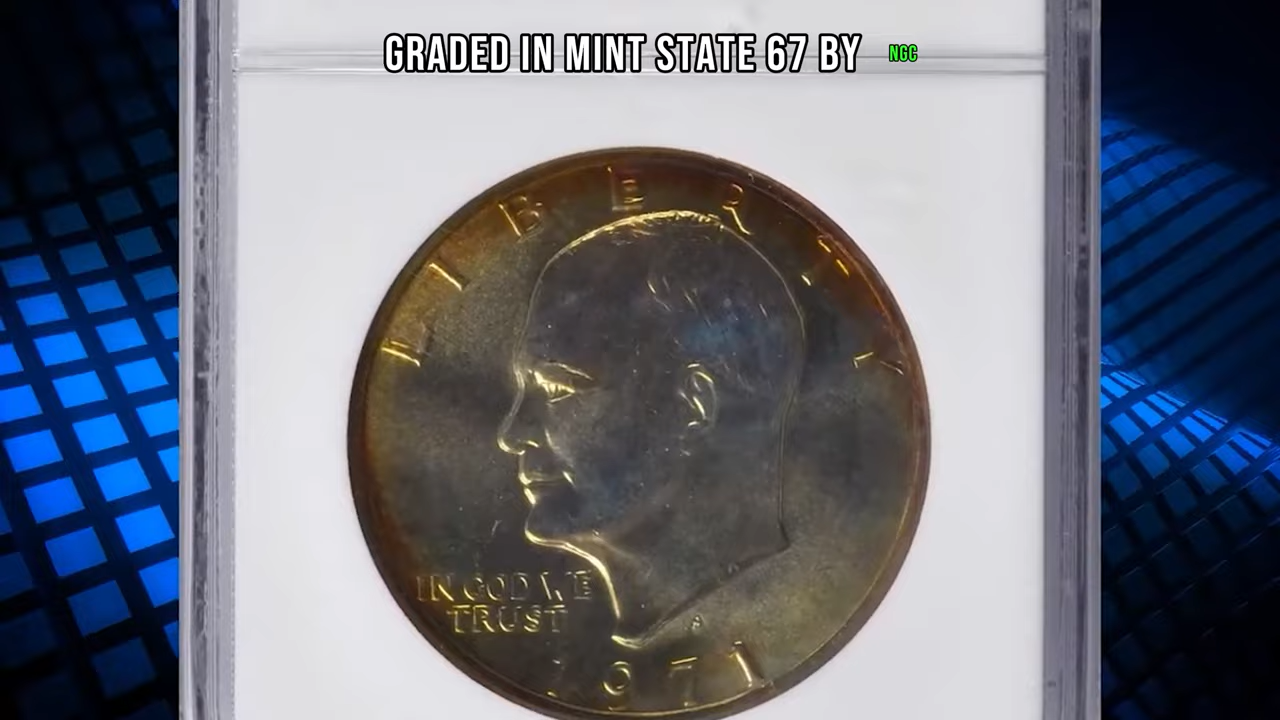 GRADED IN MINT STATE 67 BY NGC
LIBERTY
IN GOD WE
TRUST
1971